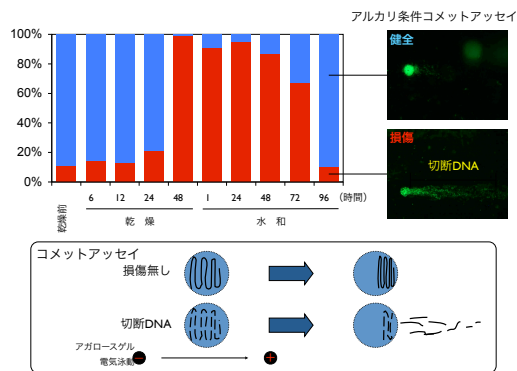 アルカリ条件コメットアッセイ
100%
80%
60%
40%
20%
0%
健全
損傷
切断DNA
乾燥前
6 12 24 48 1 24 48 72 96 (時間)
乾 燥 水 和
コメットアッセイ
損傷無し
切断DNA
アガロースゲル
電気泳動
− +